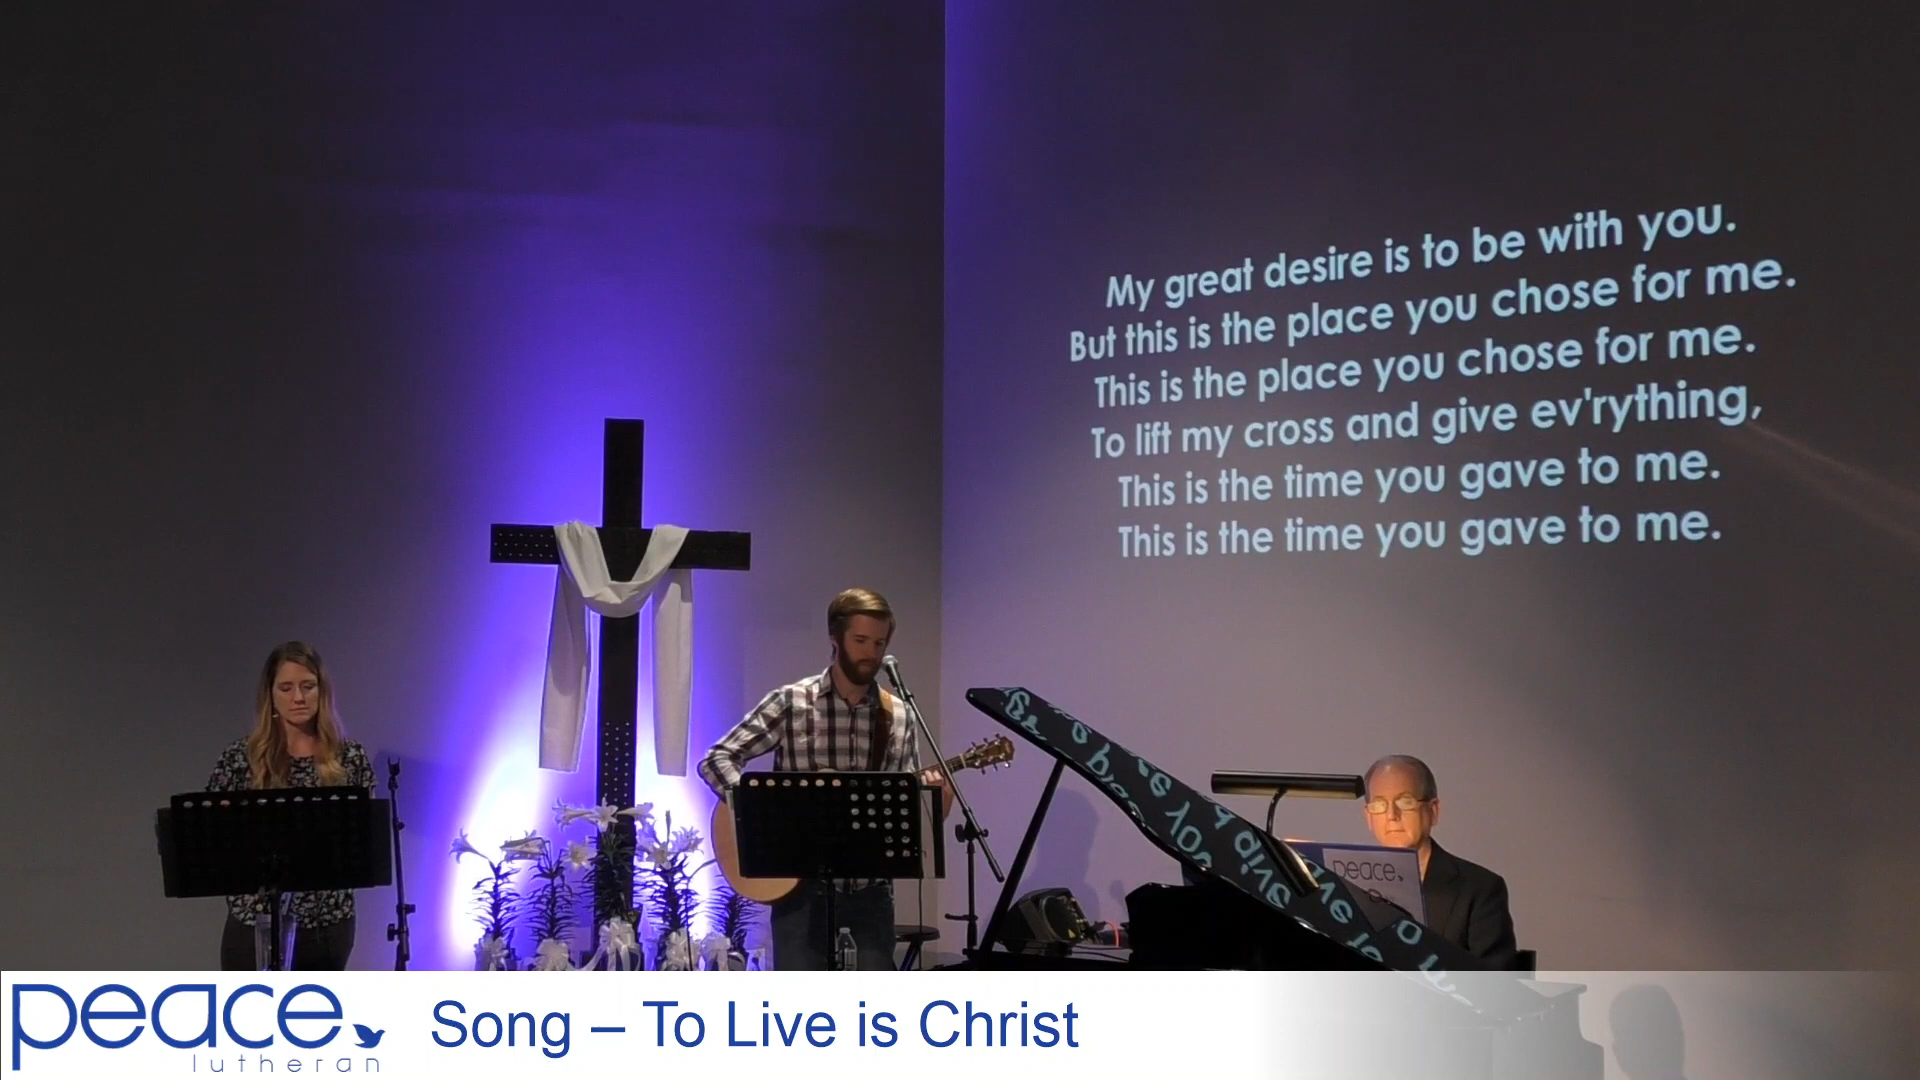 My great desire is to be with you.
But this is the place you chose for me.
This is the place you chose for me.
To lift my cross and give ev'rything,
This is the time you gave to me.
This is the time you gave to me.
peace.
peace.
lutheran
Song – To Live is Christ